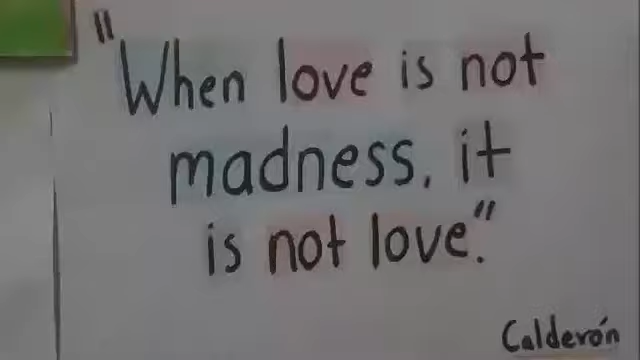 "When love is not
madness, it
is not love."
Calderón